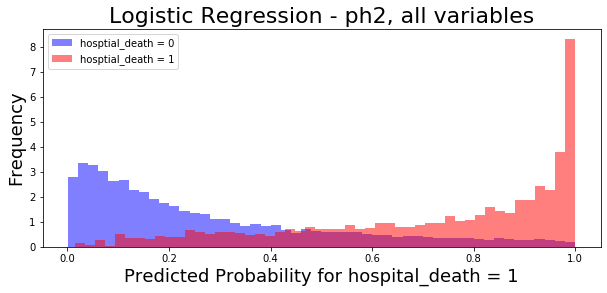 Logistic Regression - ph2, all variables
hosptial_death = 0
hosptial_death = 1
Frequency
8
7
6
5
4
3
2
1
0
0.0 0.2 0.4 0.6 0.8 1.0
Predicted Probability for hospital_death = 1